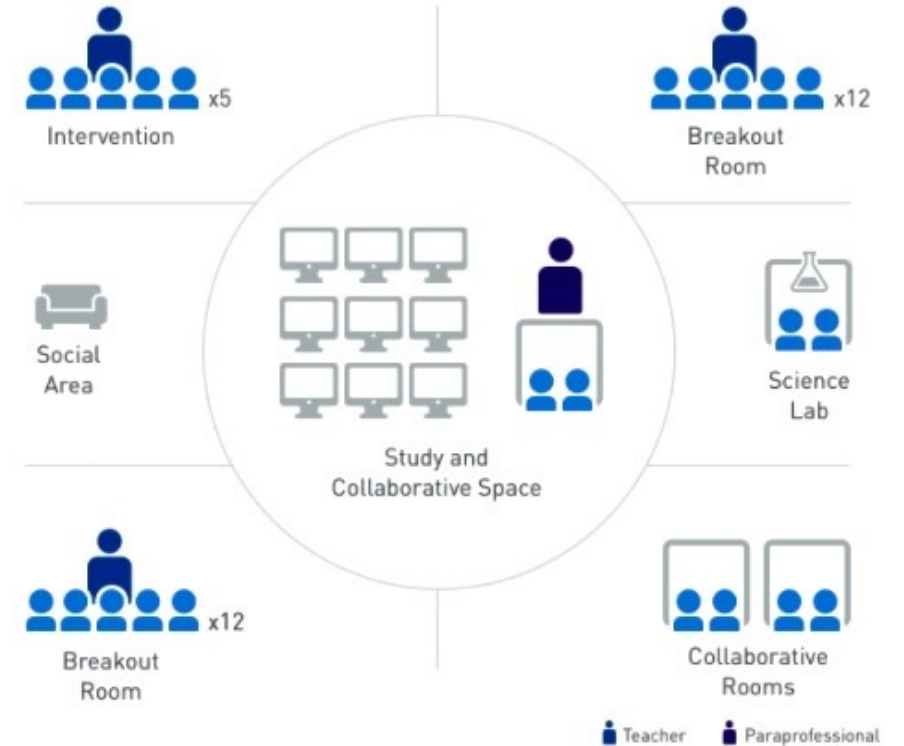 x5
Intervention
x12
Breakout
Room
Social
Area
Science
Lab
Study and
Collaborative Space
x12
Breakout
Room
Collaborative
Rooms
Teacher
Paraprofessional